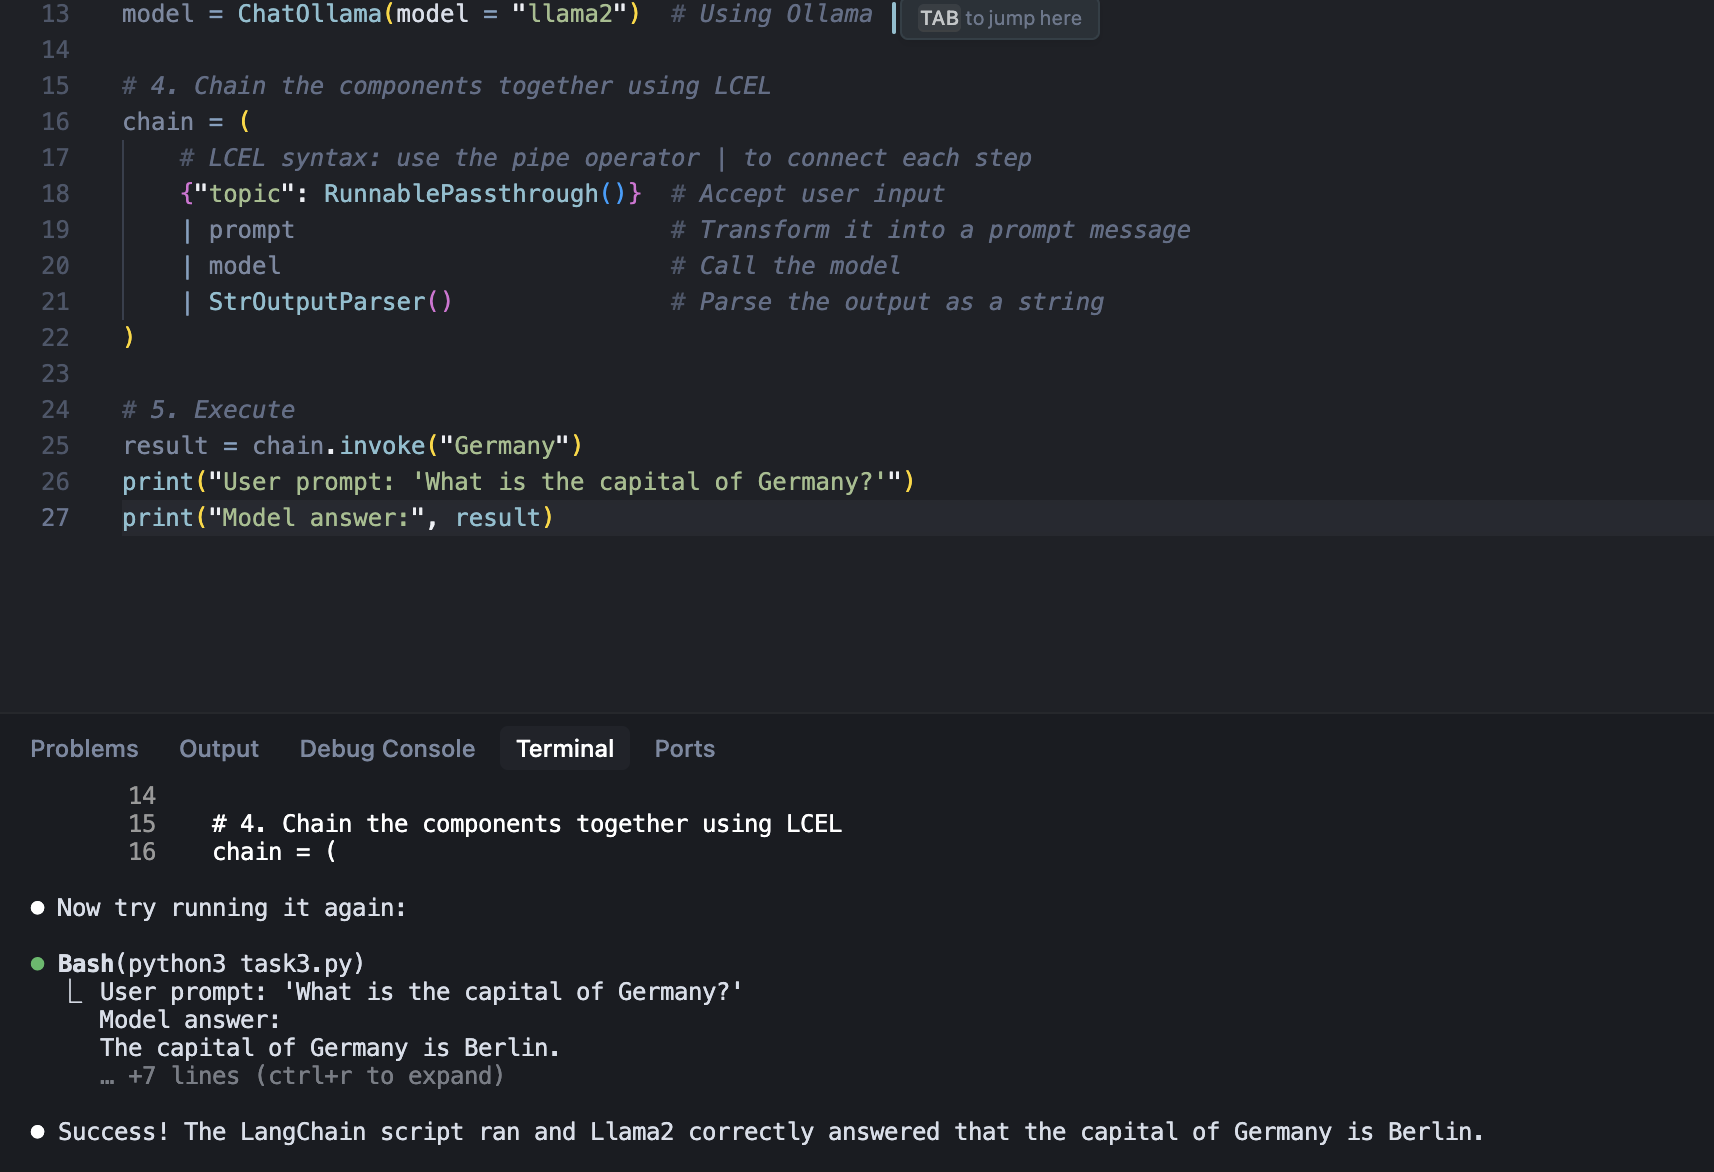 13 model = ChatOllama(model = "llama2")  # Using Ollama TAB to jump here
14
15 # 4. Chain the components together using LCEL
16 chain = (
17     # LCEL syntax: use the pipe operator | to connect each step
18     {"topic": RunnablePassthrough()}  # Accept user input
19     | prompt                          # Transform it into a prompt message
20     | model                           # Call the model
21     | StrOutputParser()               # Parse the output as a string
22 )
23
24 # 5. Execute
25 result = chain.invoke("Germany")
26 print("User prompt: 'What is the capital of Germany?'")
27 print("Model answer:", result)
Problems Output Debug Console Terminal Ports
14
15    # 4. Chain the components together using LCEL
16    chain = (
● Now try running it again:
● Bash(python3 task3.py)
⎿ User prompt: 'What is the capital of Germany?'
Model answer:
The capital of Germany is Berlin.
… +7 lines (ctrl+r to expand)
● Success! The LangChain script ran and Llama2 correctly answered that the capital of Germany is Berlin.